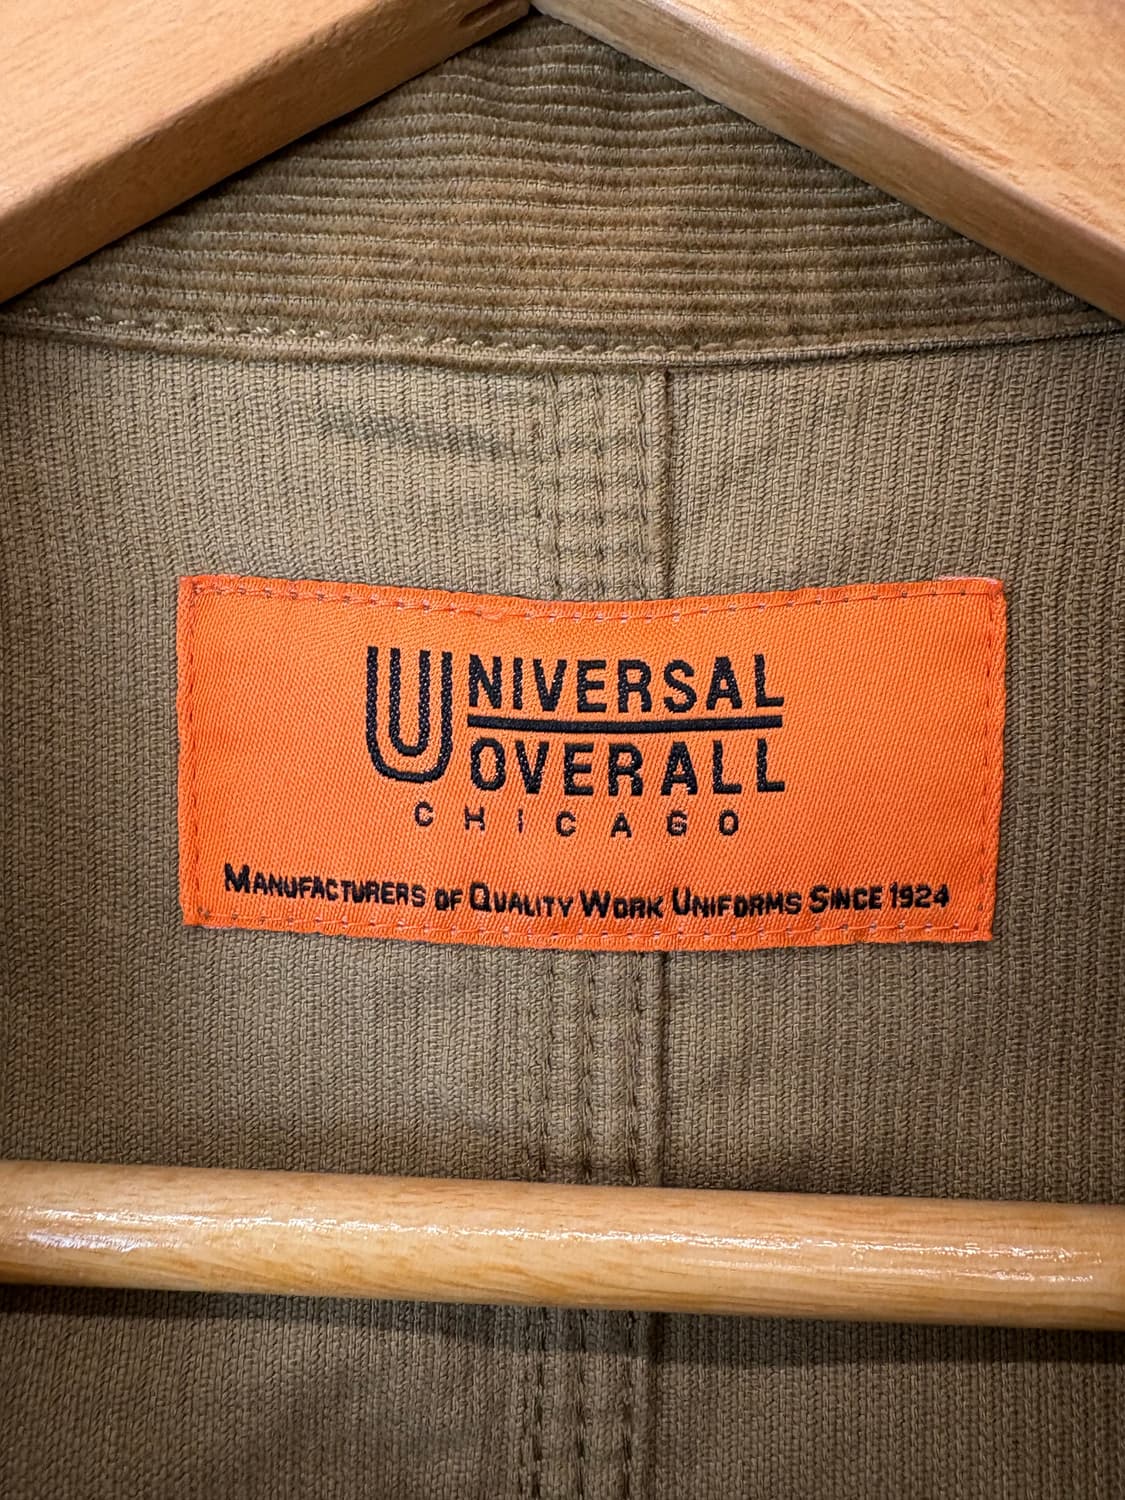 UNIVERSAL
OVERALL
CHICAGO
MANUFACTURERS OF QUALITY WORK UNIFORMS SINCE 1924